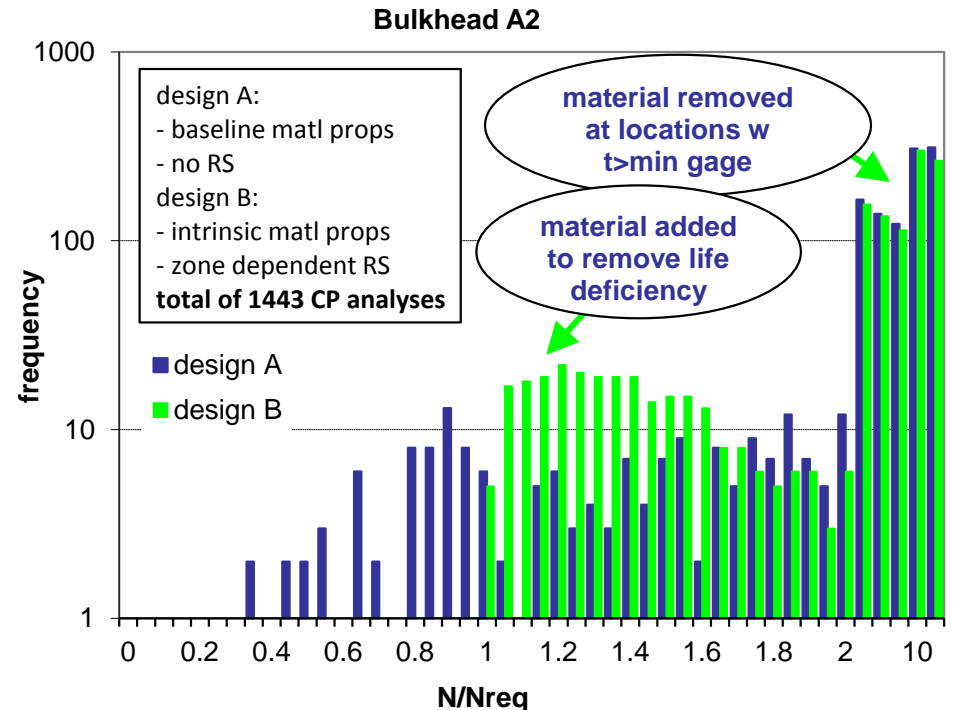 Bulkhead A2
1000
100
10
1
frequency
design A:
- baseline matl props
- no RS
design B:
- intrinsic matl props
- zone dependent RS
total of 1443 CP analyses
material removed
at locations w
t>min gage
material added
to remove life
deficiency
design A
design B
0 0.2 0.4 0.6 0.8 1 1.2 1.4 1.6 1.8 2 10
N/Nreq